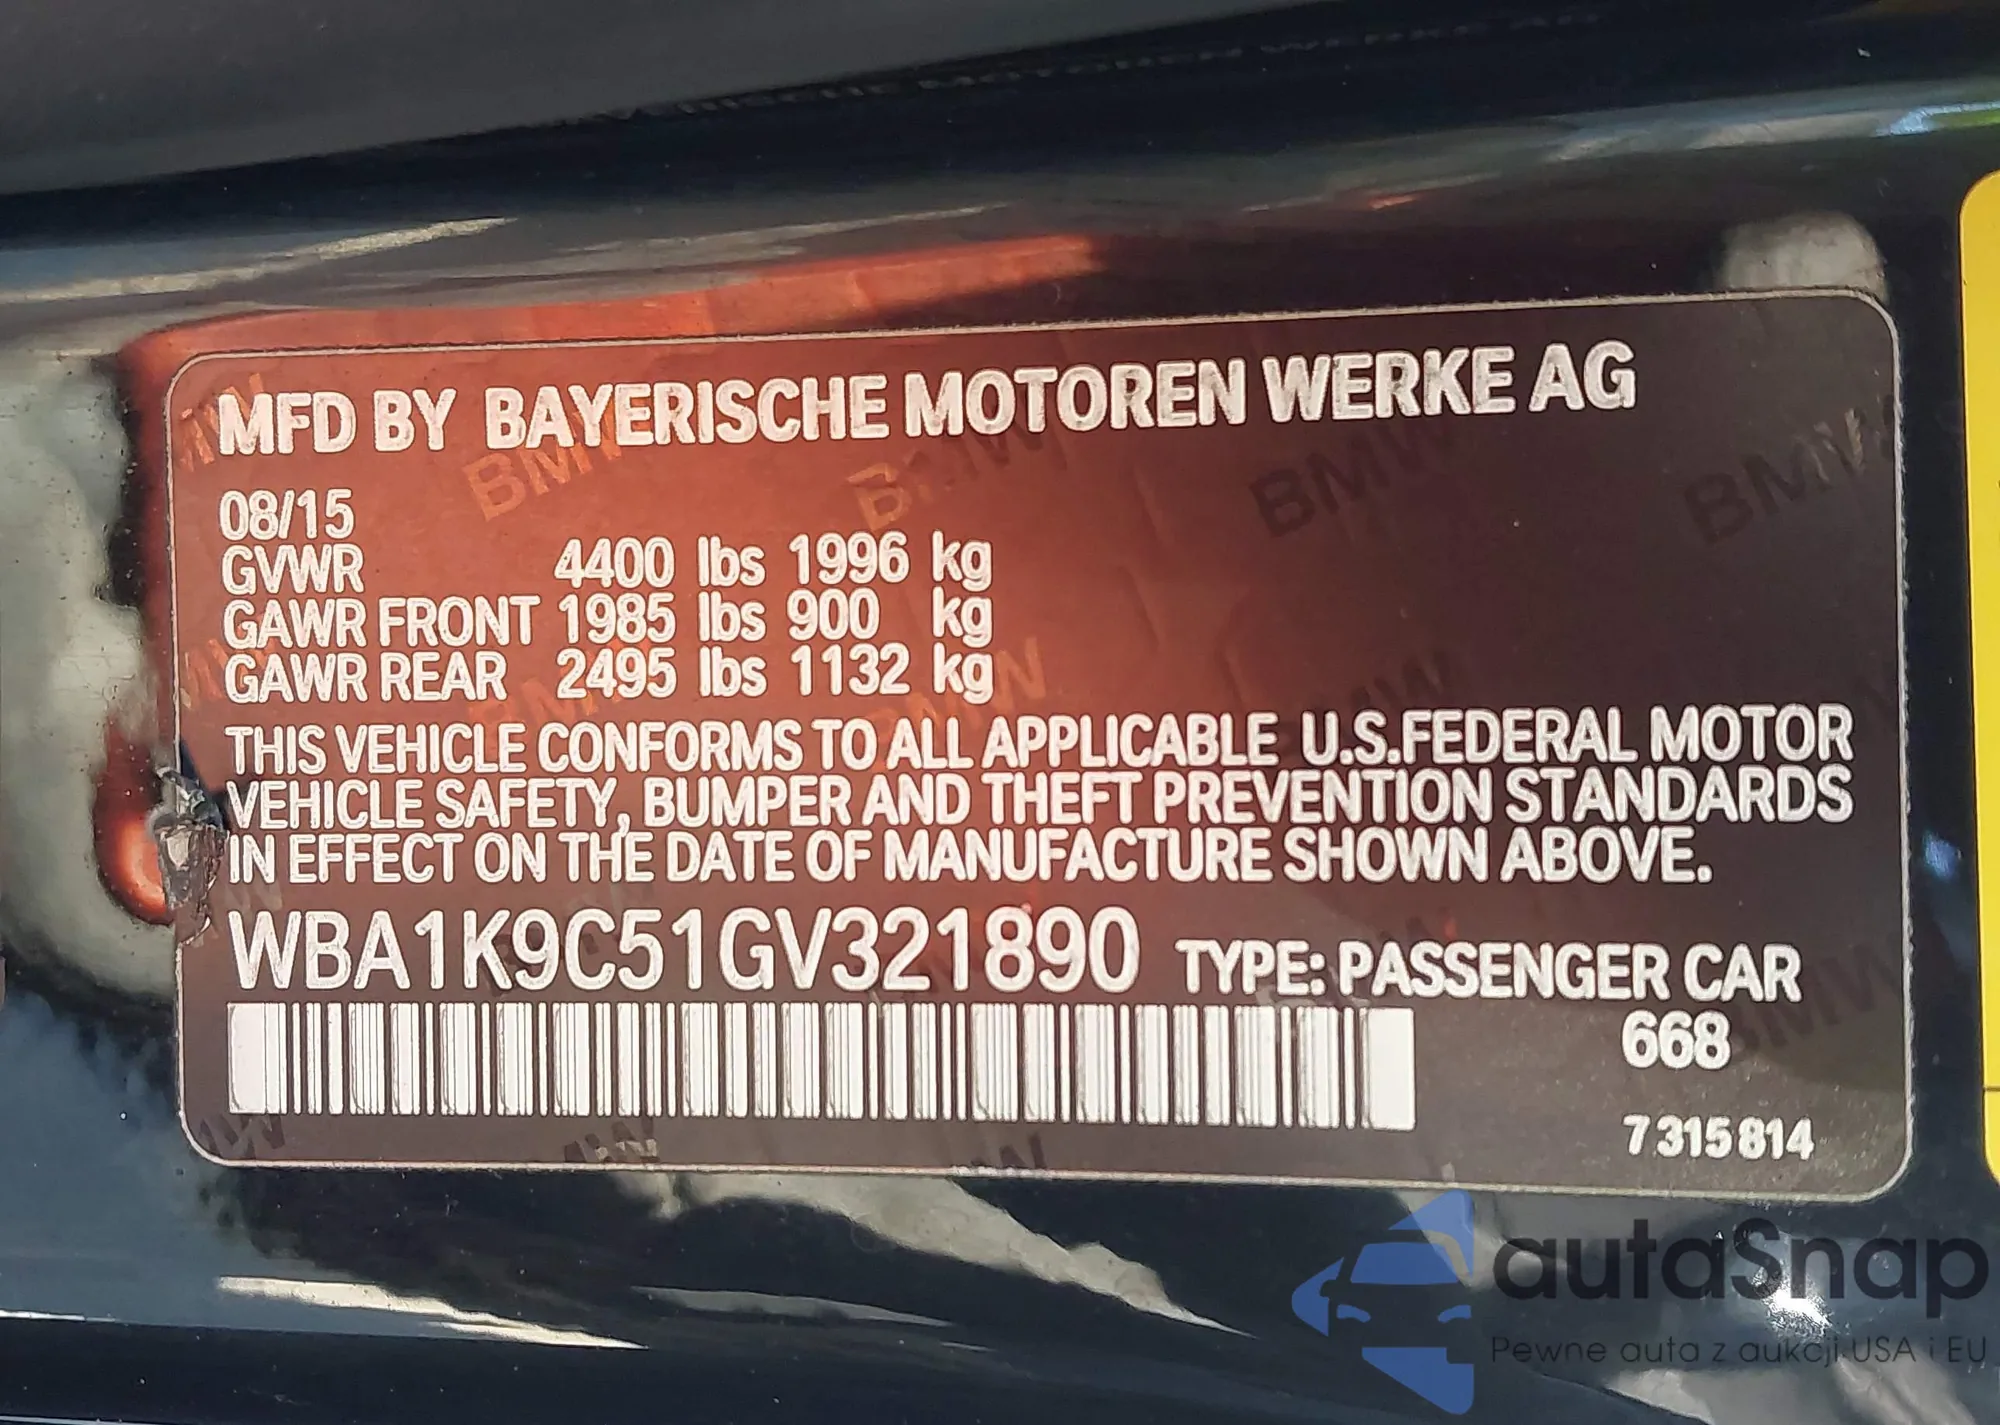 MFD BY BAYERISCHE MOTOREN WERKE AG
08/15
GVWR 4400 lbs 1996 kg
GAWR FRONT 1985 lbs 900 kg
GAWR REAR 2495 lbs 1132 kg
THIS VEHICLE CONFORMS TO ALL APPLICABLE U.S.FEDERAL MOTOR
VEHICLE SAFETY, BUMPER AND THEFT PREVENTION STANDARDS
IN EFFECT ON THE DATE OF MANUFACTURE SHOWN ABOVE.
WBA1K9C51GV321890 TYPE: PASSENGER CAR
668
7315814
autaSnap
Pewne auta z aukcji USA i EU